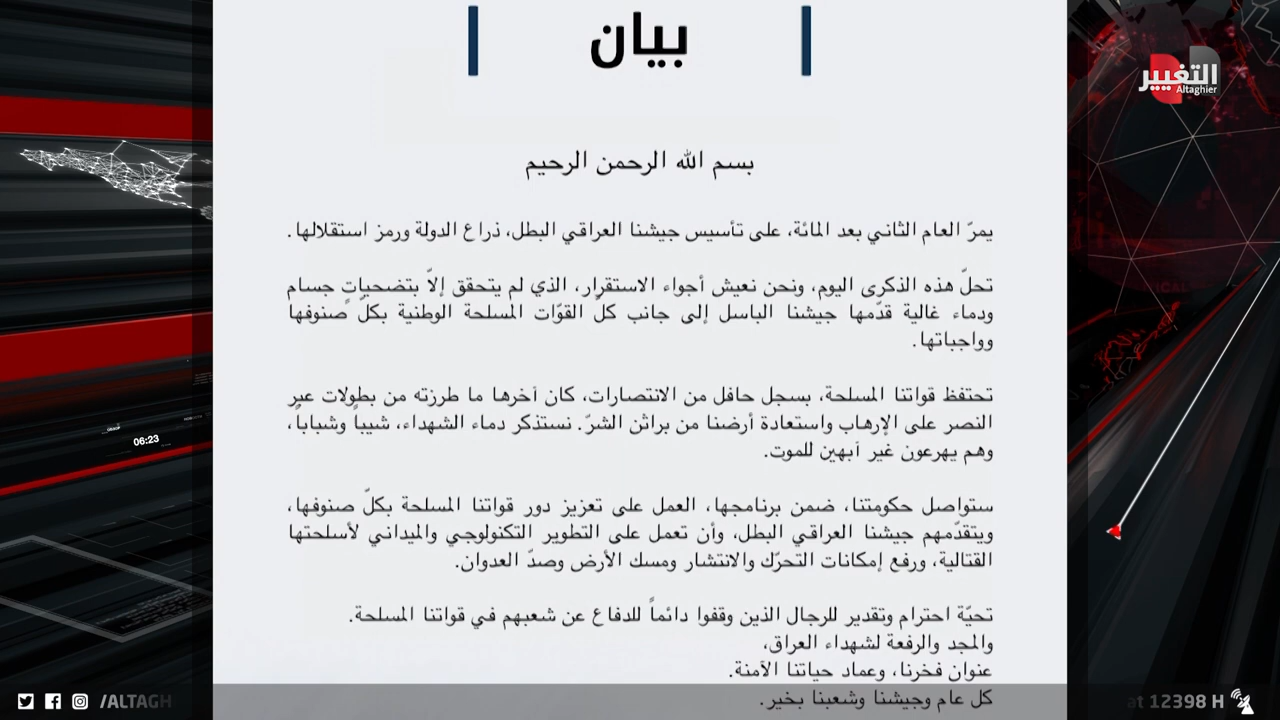 بيان
التغيير
Altaghier
بسم الله الرحمن الرحيم
يمرّ العام الثاني بعد المائة، على تأسيس جيشنا العراقي البطل، ذراع الدولة ورمز استقلالها.
تحلّ هذه الذكرى اليوم، ونحن نعيش أجواء الاستقرار، الذي لم يتحقق إلاّ بتضحياتٍ جسام
ودماء غالية قدّمها جيشنا الباسل إلى جانب كلّ القوّات المسلحة الوطنية بكلّ صنوفها
وواجباتها.
تحتفظ قواتنا المسلحة، بسجل حافل من الانتصارات، كان آخرها ما طرزته من بطولات عبر
النصر على الإرهاب واستعادة أرضنا من براثن الشرّ. نستذكر دماء الشهداء، شيباً وشباباً،
وهم يهرعون غير آبهين للموت.
ستواصل حكومتنا، ضمن برنامجها، العمل على تعزيز دور قواتنا المسلحة بكلّ صنوفها،
ويتقدّمهم جيشنا العراقي البطل، وأن تعمل على التطوير التكنولوجي والميداني لأسلحتها
القتالية، ورفع إمكانات التحرّك والانتشار ومسك الأرض وصدّ العدوان.
تحيّة احترام وتقدير للرجال الذين وقفوا دائماً للدفاع عن شعبهم في قواتنا المسلحة.
والمجد والرفعة لشهداء العراق،
عنوان فخرنا، وعماد حياتنا الآمنة.
كل عام وجيشنا وشعبنا بخير.
06:23
/ALTAGH
at 12398 H